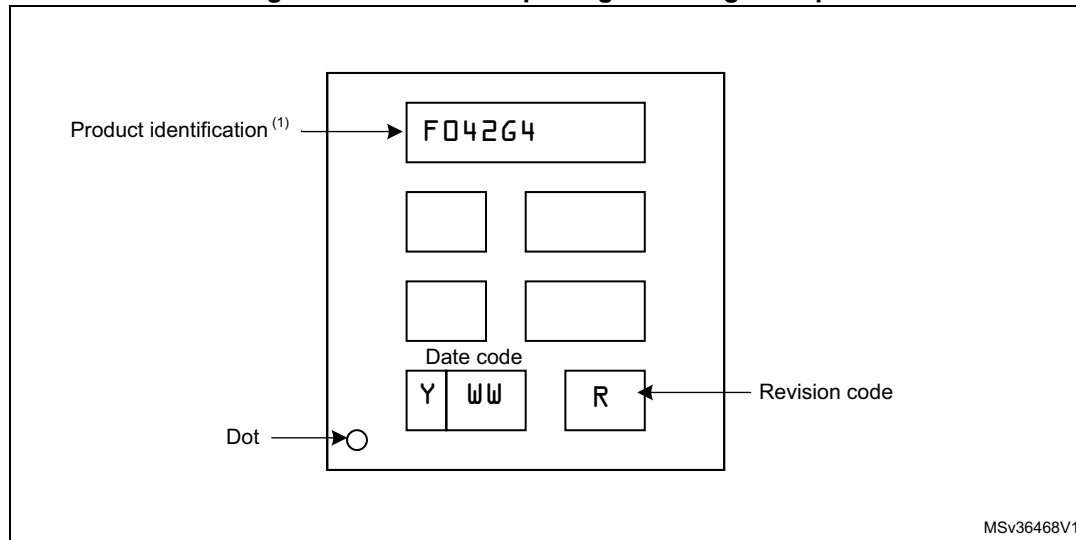 Product identification (1)
F042G4
Date code
Y WW
R
Revision code
Dot
MSv36468V1